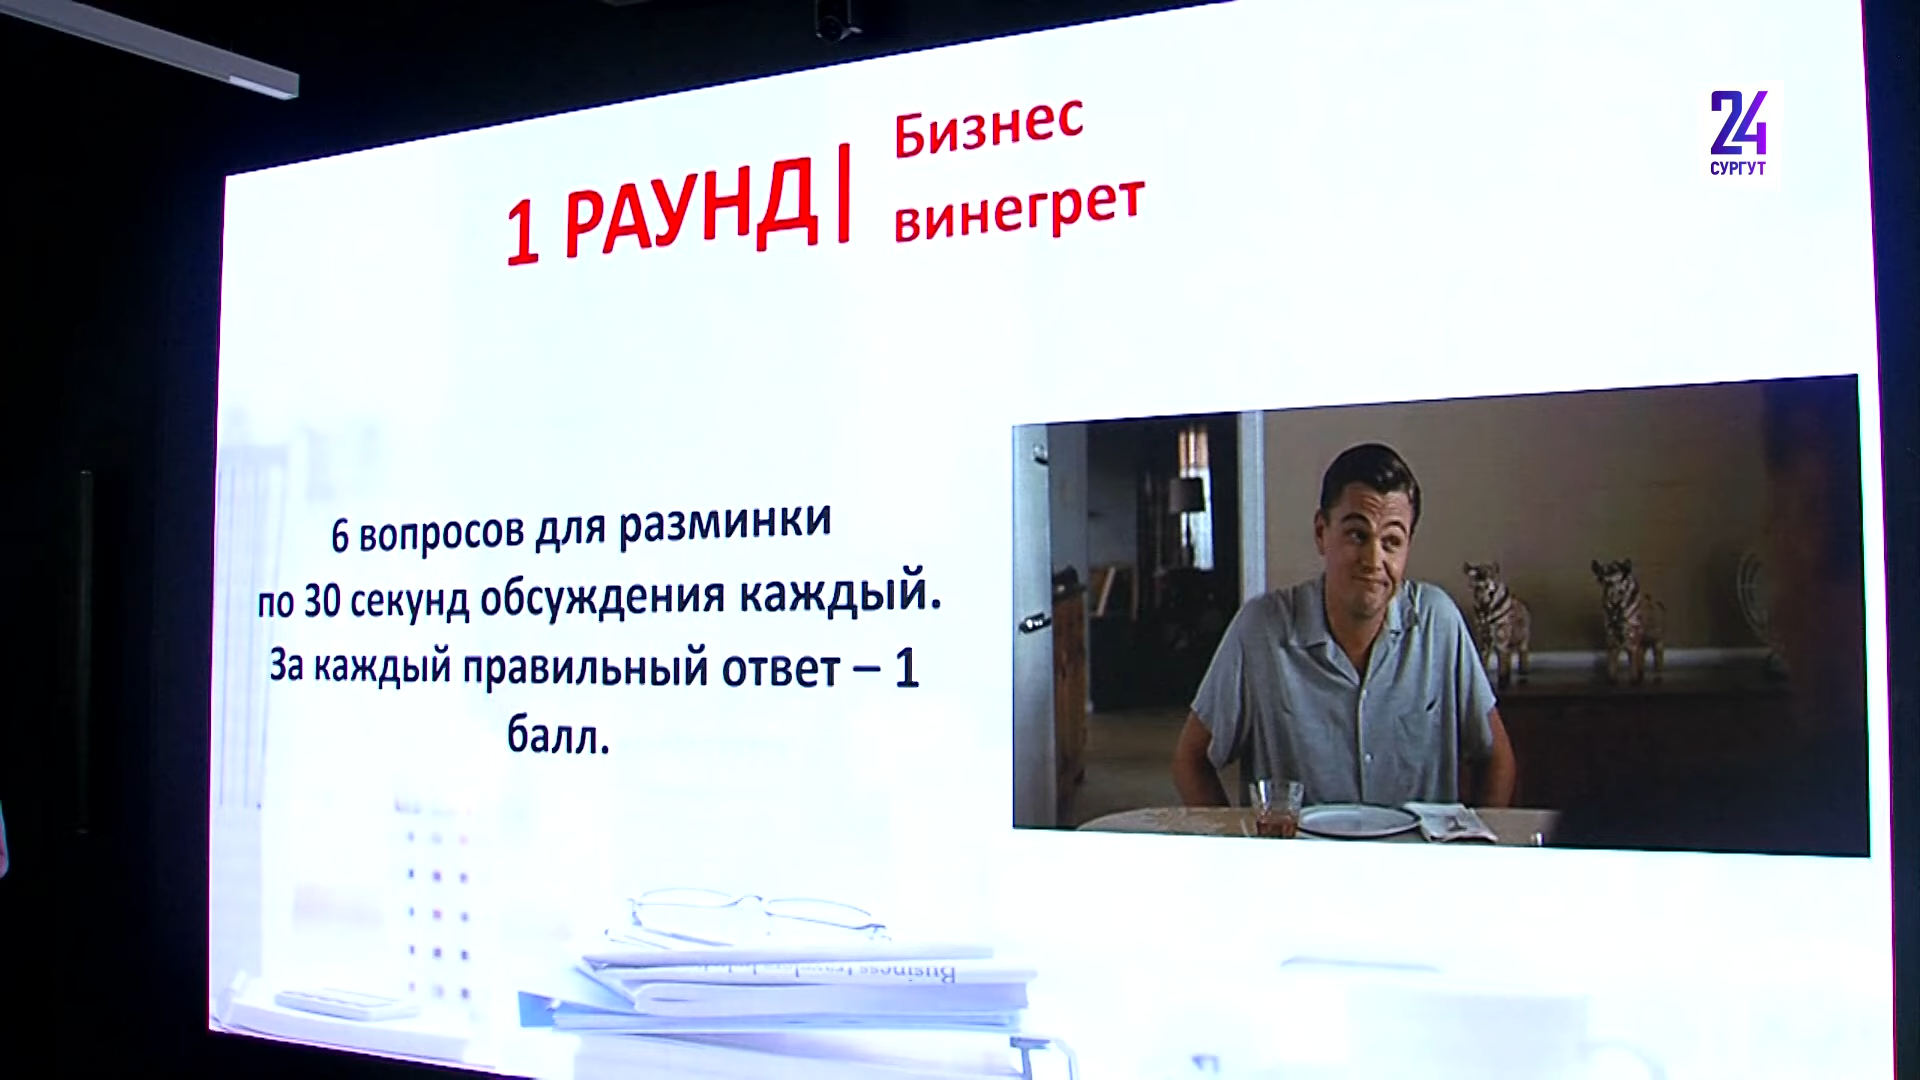 24
СУРГУТ
1 РАУНД|
Бизнес
винегрет
6 вопросов для разминки
по 30 секунд обсуждения каждый.
За каждый правильный ответ – 1
балл.
Business